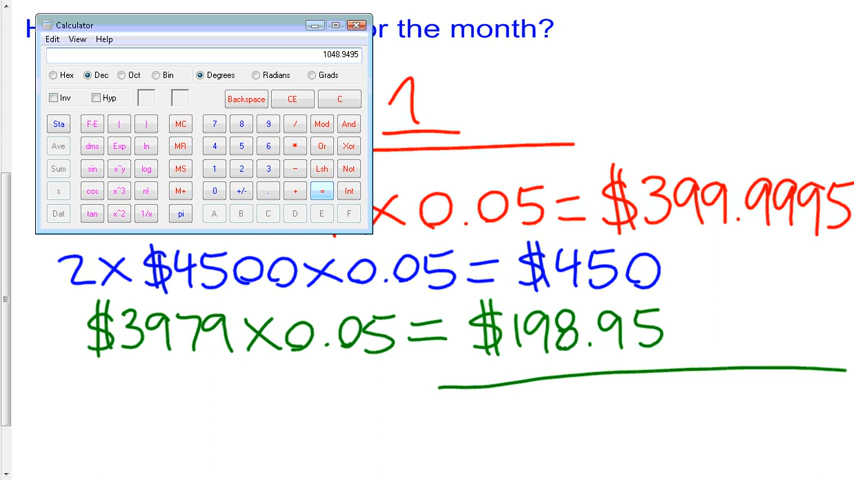 H
r the month?
Calculator
Edit View Help
1048.9495
Hex Dec Oct Bin Degrees Radians Grads
Inv Hyp Backspace CE C
Sta F-E ( ) MC 7 8 9 / Mod And
Ave dms Exp ln MR 4 5 6 * Or Xor
Sum sin x^y log MS 1 2 3 - Lsh Not
s cos x^3 n! M+ 0 +/- . + = Int
Dat tan x^2 1/x pi A B C D E F
1
x 0.05 = $399.9995
2 x $4500 x 0.05 = $450
$3979 x 0.05 = $198.95